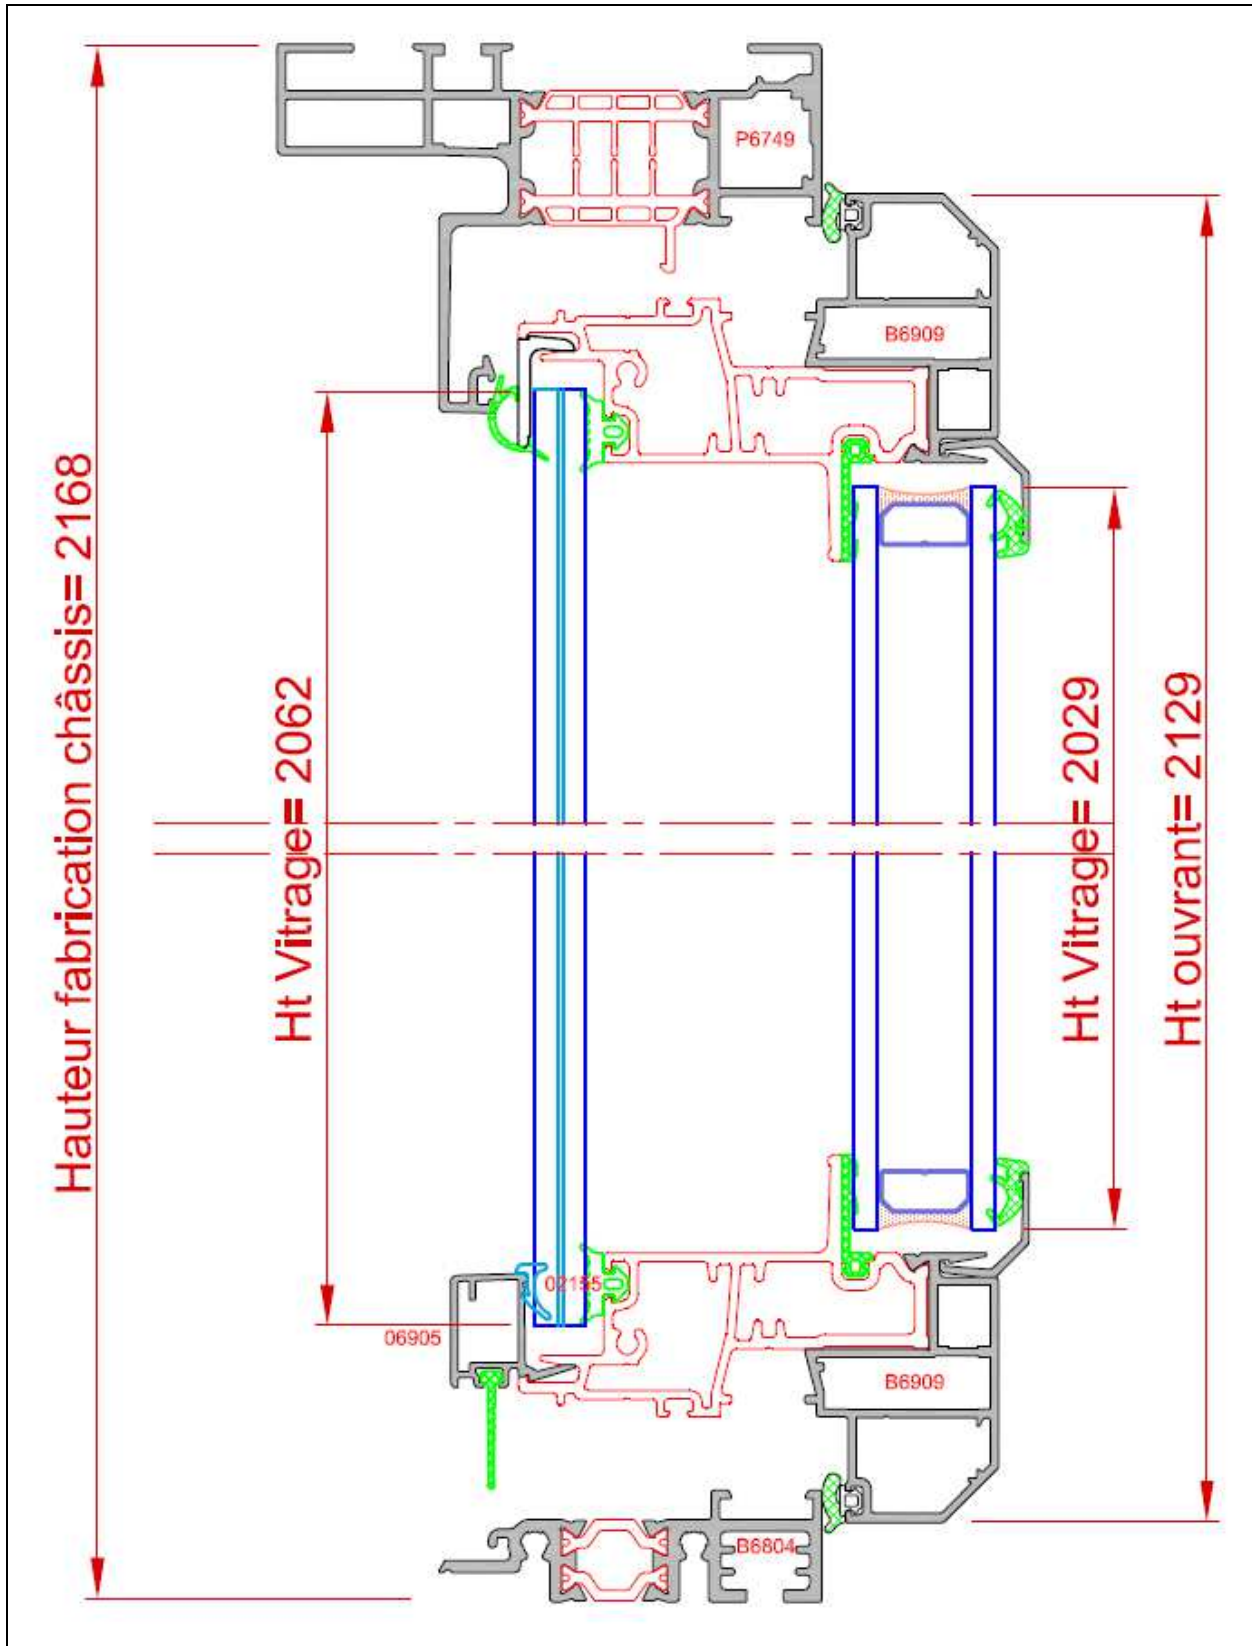 P6749
B6909
Hauteur fabrication châssis= 2168
Ht Vitrage= 2062
Ht Vitrage= 2029
Ht ouvrant= 2129
02155
06905
B6909
B6804